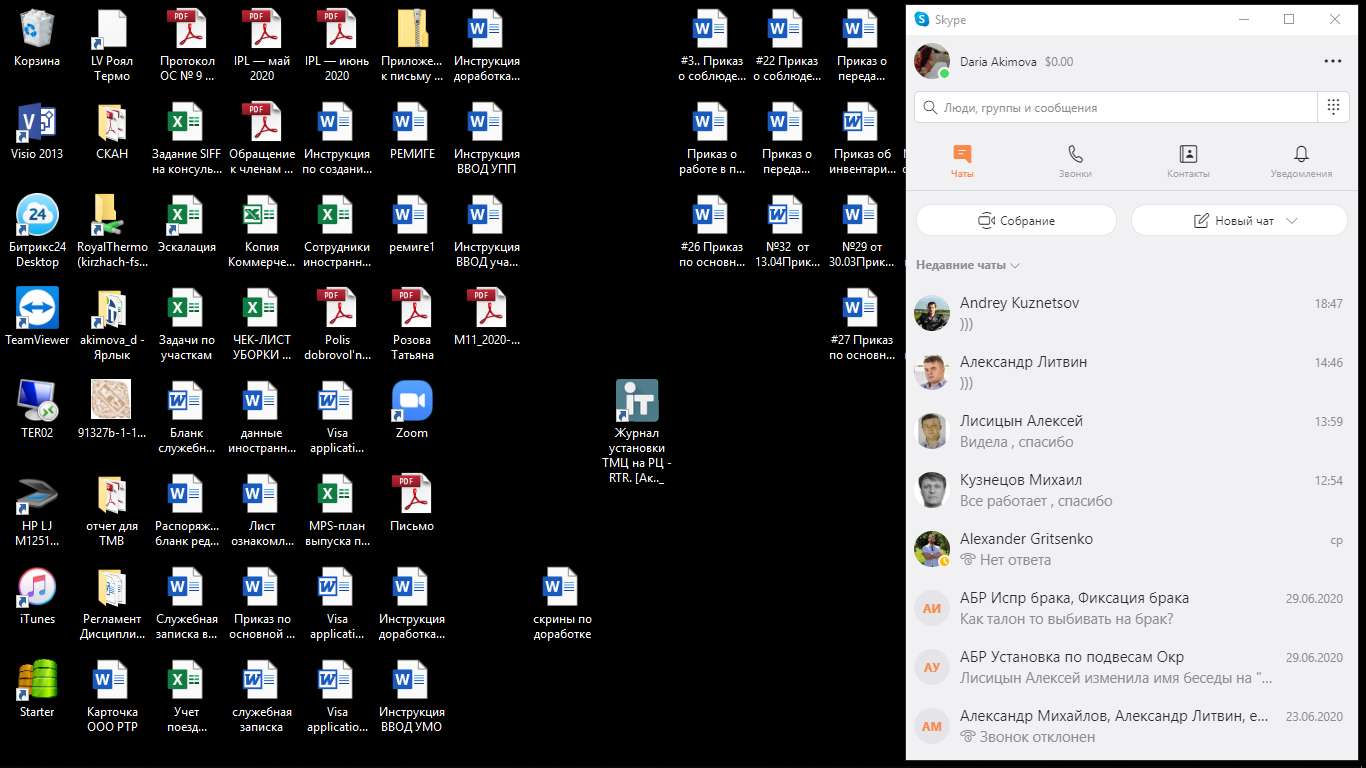 Корзина
LV Роял
Термо
Протокол
ОС № 9 ...
IPL — май
2020
IPL — июнь
2020
Приложе...
к письму ...
Инструкция
доработка...
#3.. Приказ
о соблюде...
#22 Приказ
о соблюде...
Приказ о
переда...
Visio 2013
СКАН
Задание SIFF
на консуль...
Обращение
к членам ...
Инструкция
по создани...
РЕМИГЕ
Инструкция
ВВОД УПП
Приказ о
работе в п...
Приказ о
переда...
Приказ об
инвентари...
Битрикс24
Desktop
RoyalThermo
(kirzhach-fs...
Эскалация
Копия
Коммерче...
Сотрудники
иностранн...
ремиге1
Инструкция
ВВОД уча...
#26 Приказ
по основн...
№32 от
13.04Прик...
№29 от
30.03Прик...
TeamViewer
akimova_d -
Ярлык
Задачи по
участкам
ЧЕК-ЛИСТ
УБОРКИ ...
Polis
dobrovol'n...
Розова
Татьяна
M11_2020-...
#27 Приказ
по основн...
TER02
91327b-1-1...
Бланк
служебн...
данные
иностранн...
Visa
applicati...
Zoom
Журнал
установки
ТМЦ на РЦ -
RTR. [Ак.._
HP LJ
M1251...
отчет для
ТМВ
Распоряж...
бланк ред...
Лист
ознакомл...
MPS-план
выпуска п...
Письмо
iTunes
Регламент
Дисципли...
Служебная
записка в...
Приказ по
основной ...
Visa
applicati...
Инструкция
доработка...
скрины по
доработке
Starter
Карточка
ООО РТР
Учет
поезд...
служебная
записка
Visa
applicatio...
Инструкция
ВВОД УМО
Skype
Daria Akimova $0.00
Люди, группы и сообщения
Чаты
Звонки
Контакты
Уведомления
Собрание
Новый чат
Недавние чаты
Andrey Kuznetsov 18:47
)))
Александр Литвин 14:46
)))
Лисицын Алексей 13:59
Видела , спасибо
Кузнецов Михаил 12:54
Все работает , спасибо
Alexander Gritsenko ср
Нет ответа
АИ АБР Испр брака, Фиксация брака 29.06.2020
Как талон то выбивать на брак?
АУ АБР Установка по подвесам Окр 29.06.2020
Лисицын Алексей изменила имя беседы на "...
АМ Александр Михайлов, Александр Литвин, е... 23.06.2020
Звонок отклонен